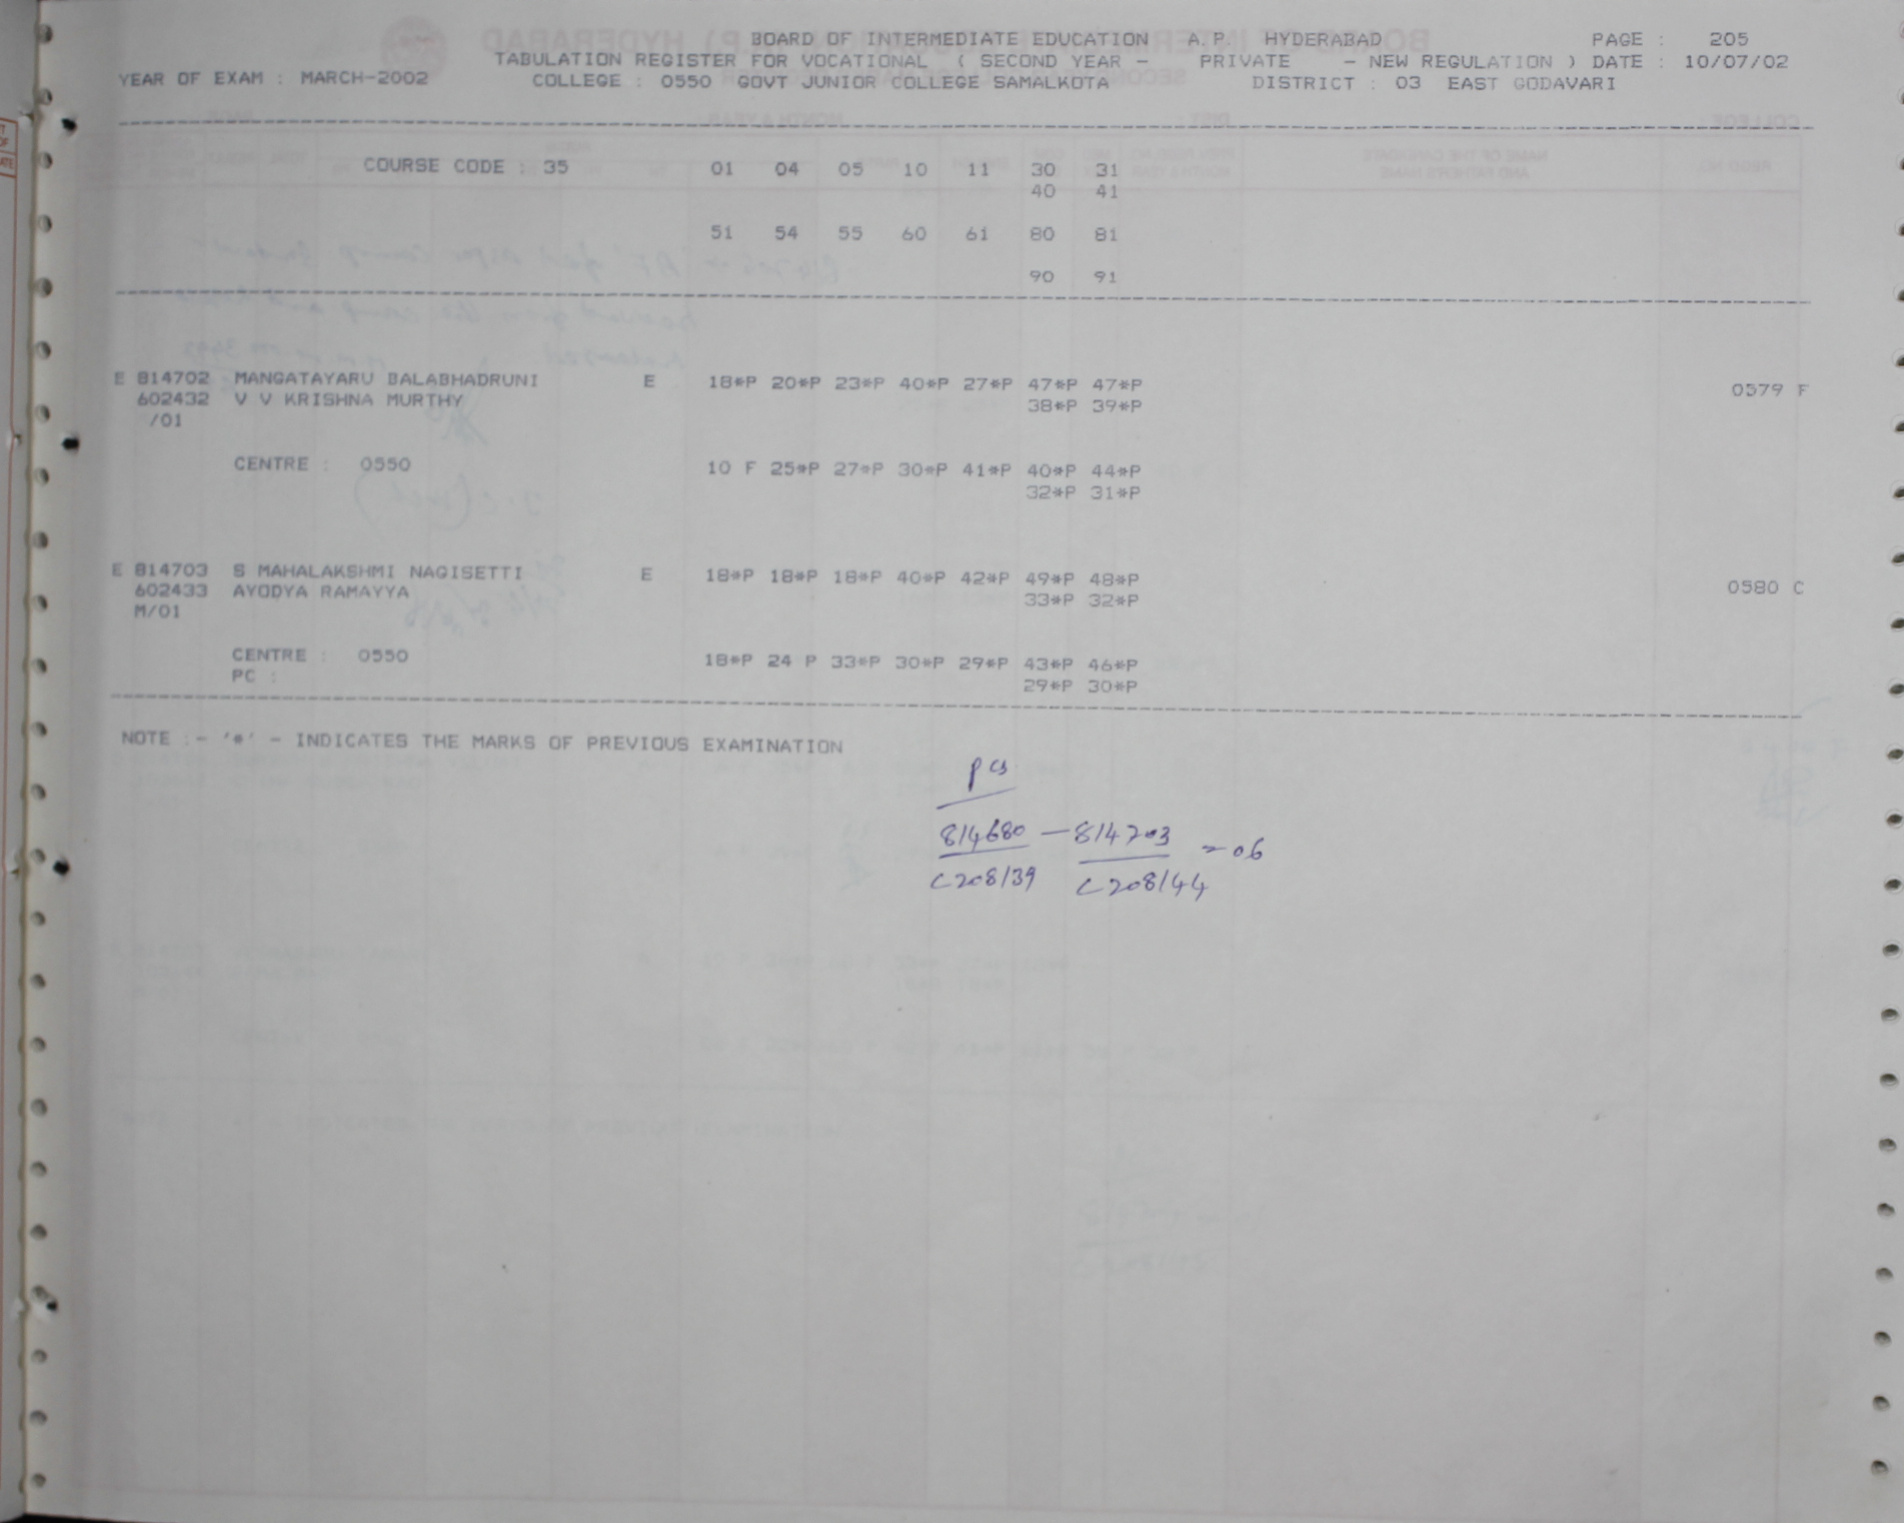 BOARD OF INTERMEDIATE EDUCATION A.P. HYDERABAD PAGE : 205
TABULATION REGISTER FOR VOCATIONAL ( SECOND YEAR - PRIVATE - NEW REGULATION ) DATE : 10/07/02
YEAR OF EXAM : MARCH-2002 COLLEGE : 0550 GOVT JUNIOR COLLEGE SAMALKOTA DISTRICT : 03 EAST GODAVARI
COURSE CODE : 35 01 04 05 10 11 30 31
40 41
51 54 55 60 61 80 81
90 91
E 814702 MANGATAYARU BALABHADRUNI E 18*P 20*P 23*P 40*P 27*P 47*P 47*P 0579 F
602432 V V KRISHNA MURTHY 38*P 39*P
/01
CENTRE : 0550 10 F 25*P 27*P 30*P 41*P 40*P 44*P
32*P 31*P
E 814703 S MAHALAKSHMI NAGISETTI E 18*P 18*P 18*P 40*P 42*P 49*P 48*P 0580 C
602433 AYODYA RAMAYYA 33*P 32*P
M/01
CENTRE : 0550 18*P 24 P 33*P 30*P 29*P 43*P 46*P
PC : 29*P 30*P
NOTE :- '*' - INDICATES THE MARKS OF PREVIOUS EXAMINATION
PCs
814680 - 814703 = 06
C208139 C208144